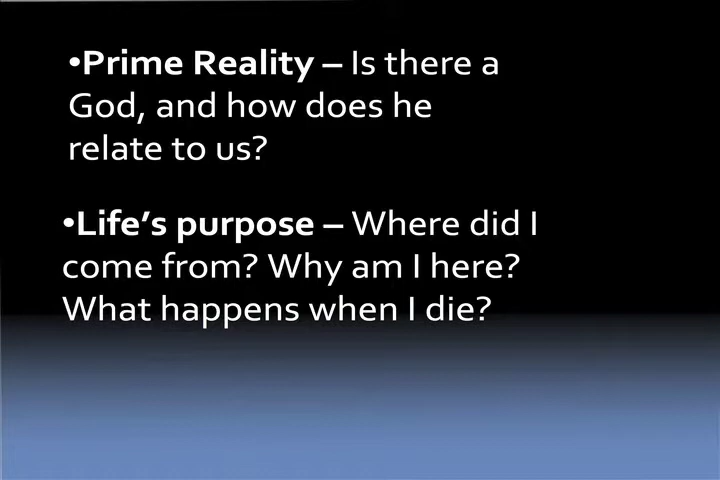 •Prime Reality – Is there a
God, and how does he
relate to us?
•Life’s purpose – Where did I
come from? Why am I here?
What happens when I die?